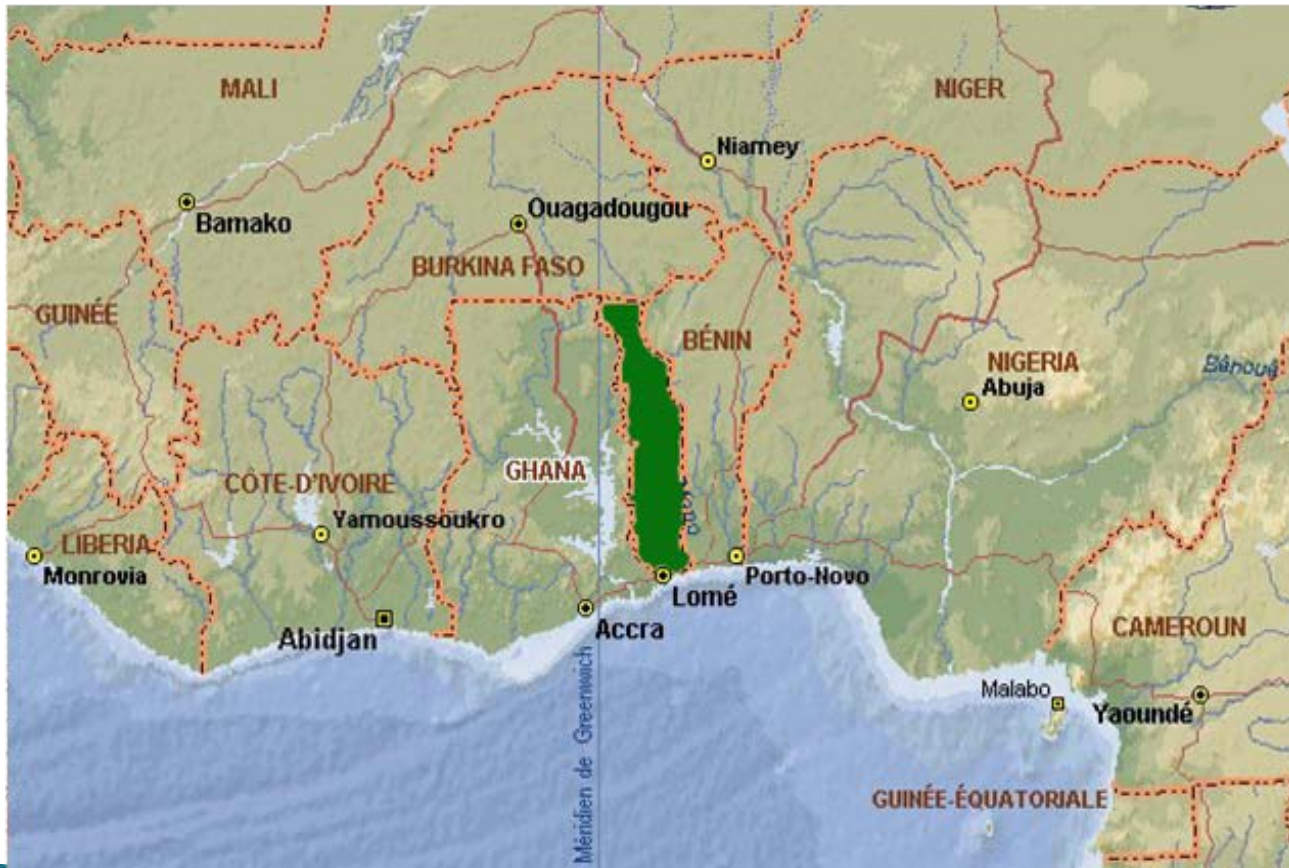 MALI
NIGER
Niamey
Bamako
Ouagadougou
BURKINA FASO
GUINÉE
BÉNIN
NIGERIA
Bénoué
Abuja
GHANA
CÔTE-D'IVOIRE
Yamoussoukro
LIBERIA
Monrovia
Porto-Novo
Lomé
Accra
Abidjan
CAMEROUN
Malabo
Yaoundé
Méridien de Greenwich
GUINÉE-ÉQUATORIALE